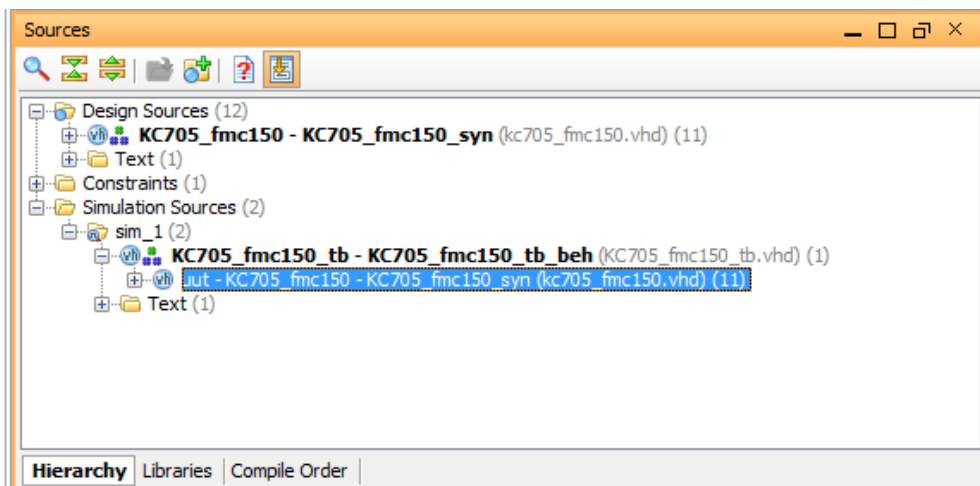 Sources
Design Sources (12)
KC705_fmc150 - KC705_fmc150_syn (kc705_fmc150.vhd) (11)
Text (1)
Constraints (1)
Simulation Sources (2)
sim_1 (2)
KC705_fmc150_tb - KC705_fmc150_tb_beh (KC705_fmc150_tb.vhd) (1)
uut - KC705_fmc150 - KC705_fmc150_syn (kc705_fmc150.vhd) (11)
Text (1)
Hierarchy Libraries Compile Order